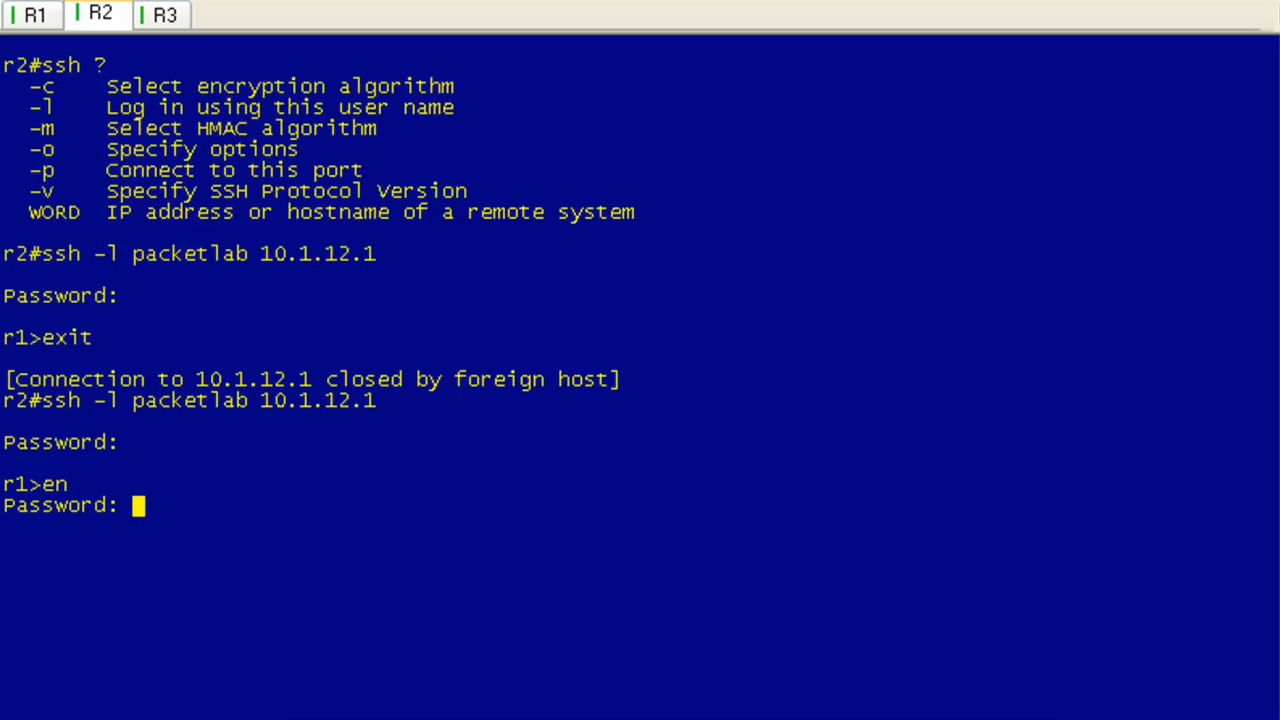 R1 R2 R3
r2#ssh ?
-c Select encryption algorithm
-l Log in using this user name
-m Select HMAC algorithm
-o Specify options
-p Connect to this port
-v Specify SSH Protocol Version
WORD IP address or hostname of a remote system
r2#ssh -l packetlab 10.1.12.1
Password:
r1>exit
[Connection to 10.1.12.1 closed by foreign host]
r2#ssh -l packetlab 10.1.12.1
Password:
r1>en
Password: